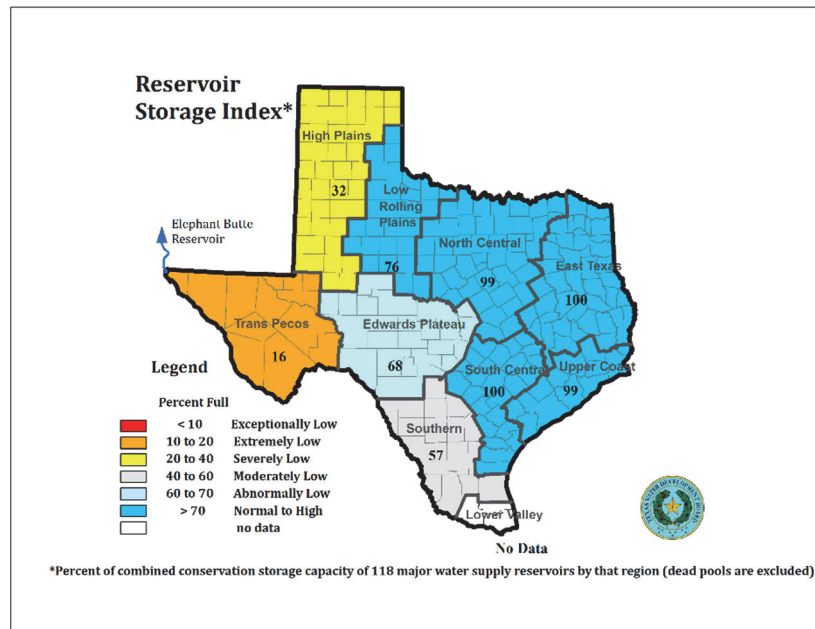 Reservoir
Storage Index*
High Plains
32
Low
Rolling
Plains
76
North Central
99
East Texas
100
Elephant Butte
Reservoir
Trans Pecos
16
Edwards Plateau
68
South Central
100
Upper Coast
99
Southern
57
Lower Valley
No Data
Legend
Percent Full
< 10 Exceptionally Low
10 to 20 Extremely Low
20 to 40 Severely Low
40 to 60 Moderately Low
60 to 70 Abnormally Low
> 70 Normal to High
no data
TEXAS WATER DEVELOPMENT BOARD
*Percent of combined conservation storage capacity of 118 major water supply reservoirs by that region (dead pools are excluded)